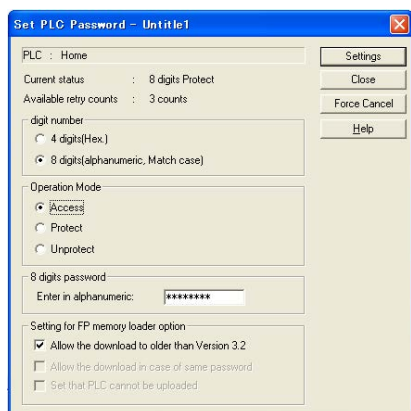 Set PLC Password - Untitle1
PLC : Home
Settings
Current status : 8 digits Protect
Close
Available retry counts : 3 counts
Force Cancel
digit number
Help
4 digits(Hex.)
8 digits(alphanumeric, Match case)
Operation Mode
Access
Protect
Unprotect
8 digits password
Enter in alphanumeric: ********
Setting for FP memory loader option
Allow the download to older than Version 3.2
Allow the download in case of same password
Set that PLC cannot be uploaded